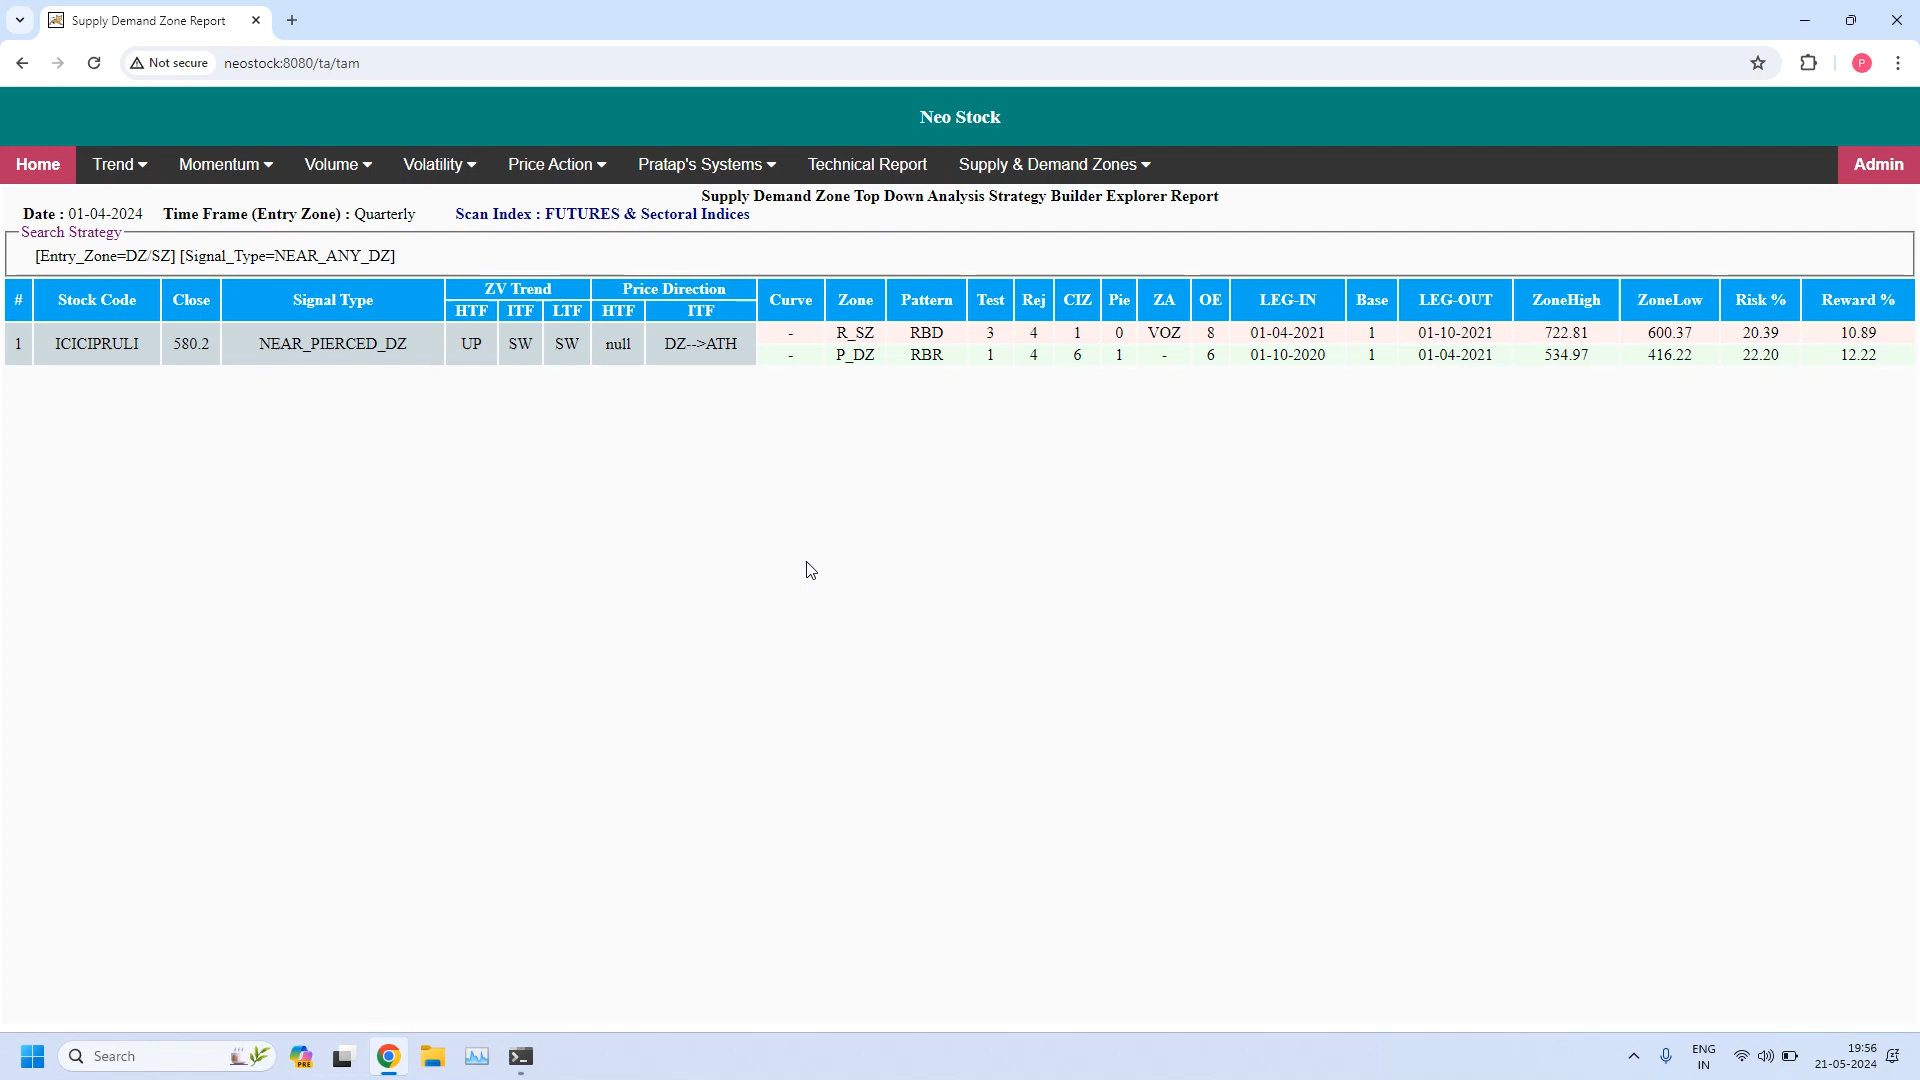 Supply Demand Zone Report
Not secure
neostock:8080/ta/tam
P
Neo Stock
Home Trend Momentum Volume Volatility Price Action Pratap's Systems Technical Report Supply & Demand Zones Admin
Supply Demand Zone Top Down Analysis Strategy Builder Explorer Report
Date : 01-04-2024 Time Frame (Entry Zone) : Quarterly Scan Index : FUTURES & Sectoral Indices
Search Strategy
[Entry_Zone=DZ/SZ] [Signal_Type=NEAR_ANY_DZ]
# Stock Code Close Signal Type ZV Trend Price Direction Curve Zone Pattern Test Rej CIZ Pie ZA OE LEG-IN Base LEG-OUT ZoneHigh ZoneLow Risk % Reward %
HTF ITF LTF HTF ITF
1 ICICIPRULI 580.2 NEAR_PIERCED_DZ UP SW SW null DZ-->ATH - R_SZ RBD 3 4 1 0 VOZ 8 01-04-2021 1 01-10-2021 722.81 600.37 20.39 10.89
- P_DZ RBR 1 4 6 1 - 6 01-10-2020 1 01-04-2021 534.97 416.22 22.20 12.22
Search
PRE
ENG
IN
19:56
21-05-2024